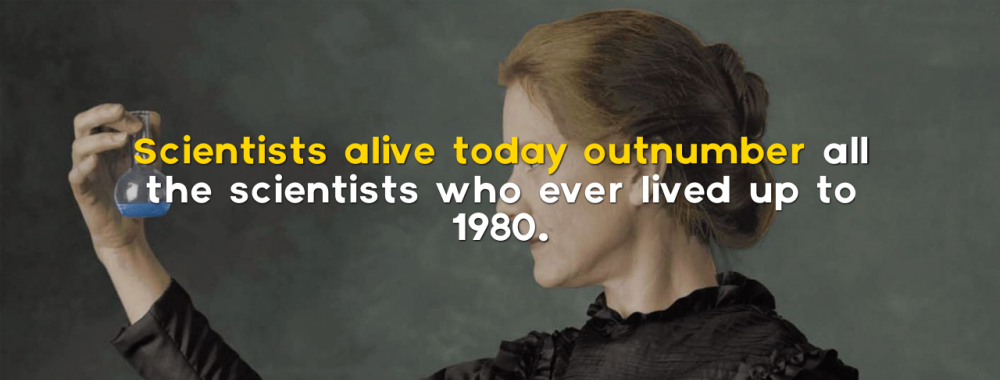 Scientists alive today outnumber all
the scientists who ever lived up to
1980.